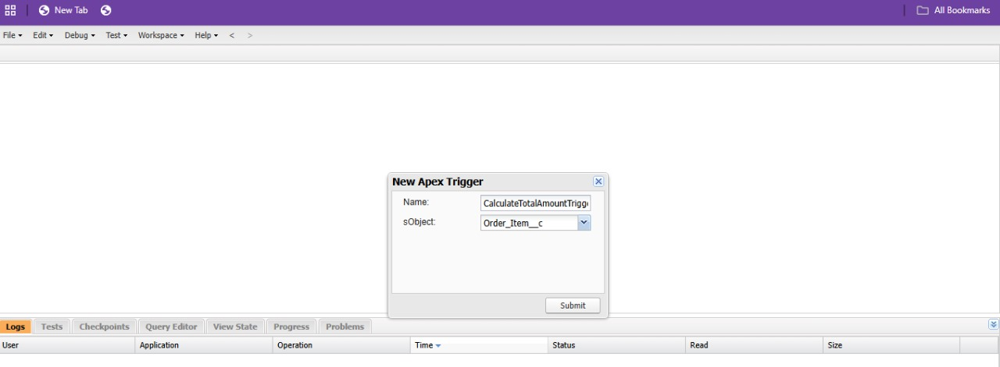 New Tab
All Bookmarks
File Edit Debug Test Workspace Help < >
New Apex Trigger
Name: CalculateTotalAmountTrigge
sObject: Order_Item__c
Submit
Logs Tests Checkpoints Query Editor View State Progress Problems
User Application Operation Time Status Read Size